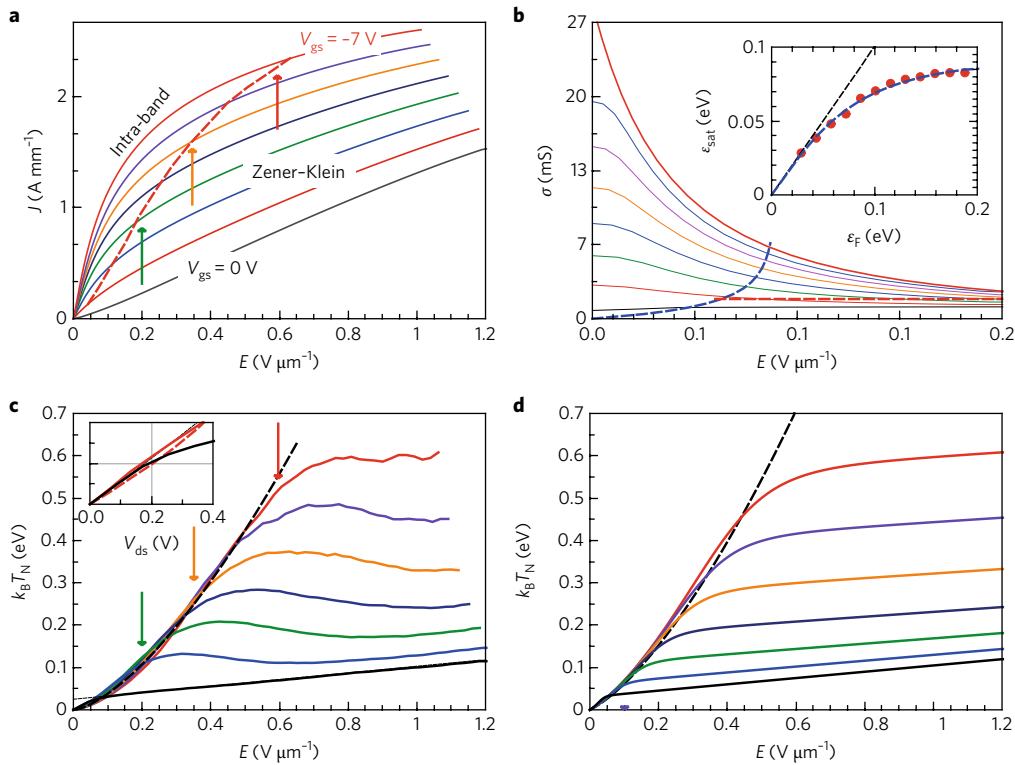 a
V_gs = –7 V
Intra-band
Zener–Klein
V_gs = 0 V
J (A mm⁻¹)
2
1
0
0 0.2 0.4 0.6 0.8 1.0 1.2
E (V μm⁻¹)
b
27
20
13
7
0
σ (mS)
0 0.1 0.1 0.1 0.2
E (V μm⁻¹)
0.1
0.05
0
ε_sat (eV)
0 0.1 0.2
ε_F (eV)
c
0.7
0.6
0.5
0.4
0.3
0.2
0.1
0
k_BT_N (eV)
0.0 0.2 0.4
V_ds (V)
0 0.2 0.4 0.6 0.8 1.0 1.2
E (V μm⁻¹)
d
0.7
0.6
0.5
0.4
0.3
0.2
0.1
0
k_BT_N (eV)
0 0.2 0.4 0.6 0.8 1.0 1.2
E (V μm⁻¹)